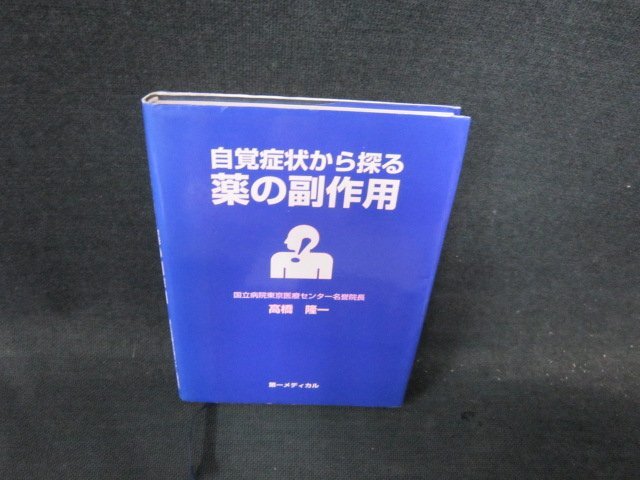 自覚症状から探る
薬の副作用
国立病院東京医療センター名誉院長
高橋 隆一
第一メディカル